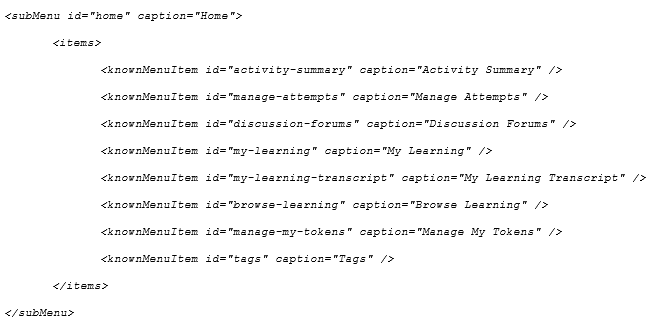 <subMenu id="home" caption="Home">
<items>
<knownMenuItem id="activity-summary" caption="Activity Summary" />
<knownMenuItem id="manage-attempts" caption="Manage Attempts" />
<knownMenuItem id="discussion-forums" caption="Discussion Forums" />
<knownMenuItem id="my-learning" caption="My Learning" />
<knownMenuItem id="my-learning-transcript" caption="My Learning Transcript" />
<knownMenuItem id="browse-learning" caption="Browse Learning" />
<knownMenuItem id="manage-my-tokens" caption="Manage My Tokens" />
<knownMenuItem id="tags" caption="Tags" />
</items>
</subMenu>